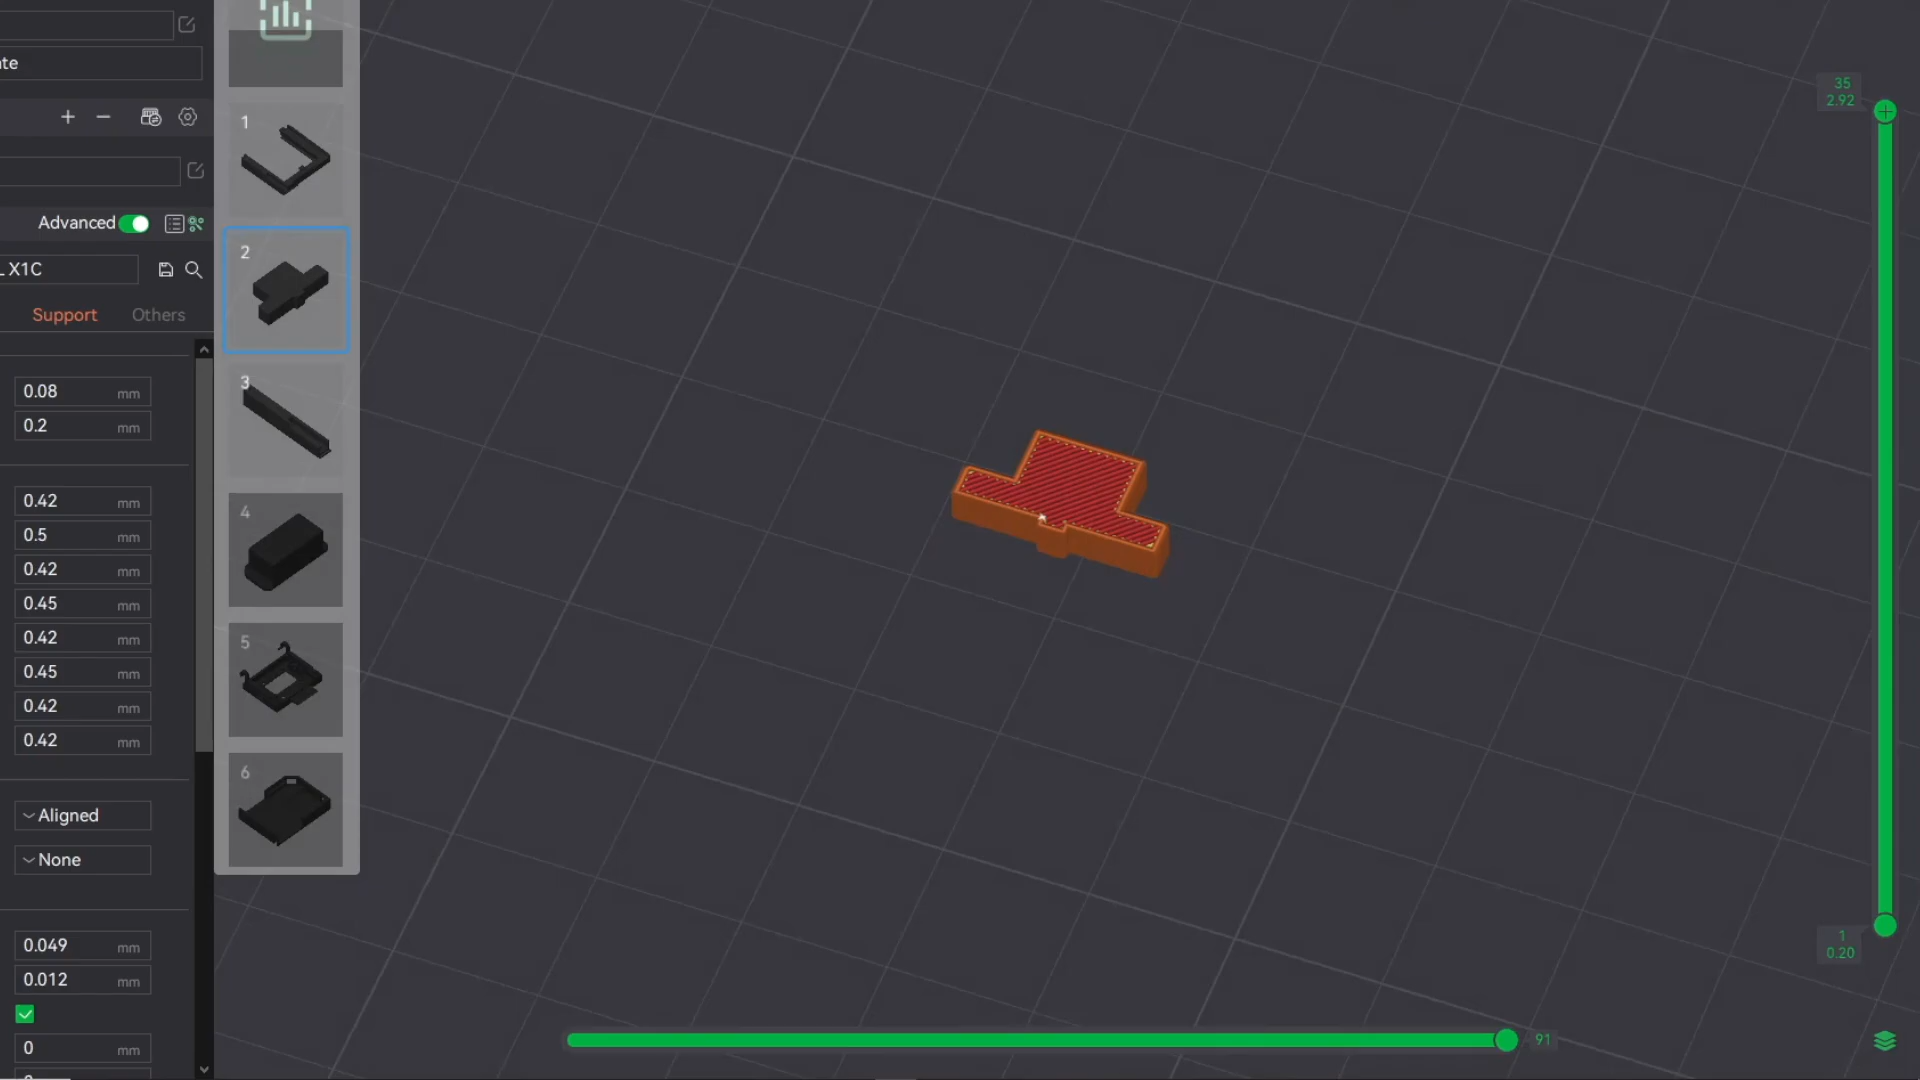 ate
Advanced
X1C
Support
Others
0.08 mm
0.2 mm
0.42 mm
0.5 mm
0.42 mm
0.45 mm
0.42 mm
0.45 mm
0.42 mm
0.42 mm
Aligned
None
0.049 mm
0.012 mm
0 mm
1
2
3
4
5
6
35
2.92
1
0.20
91